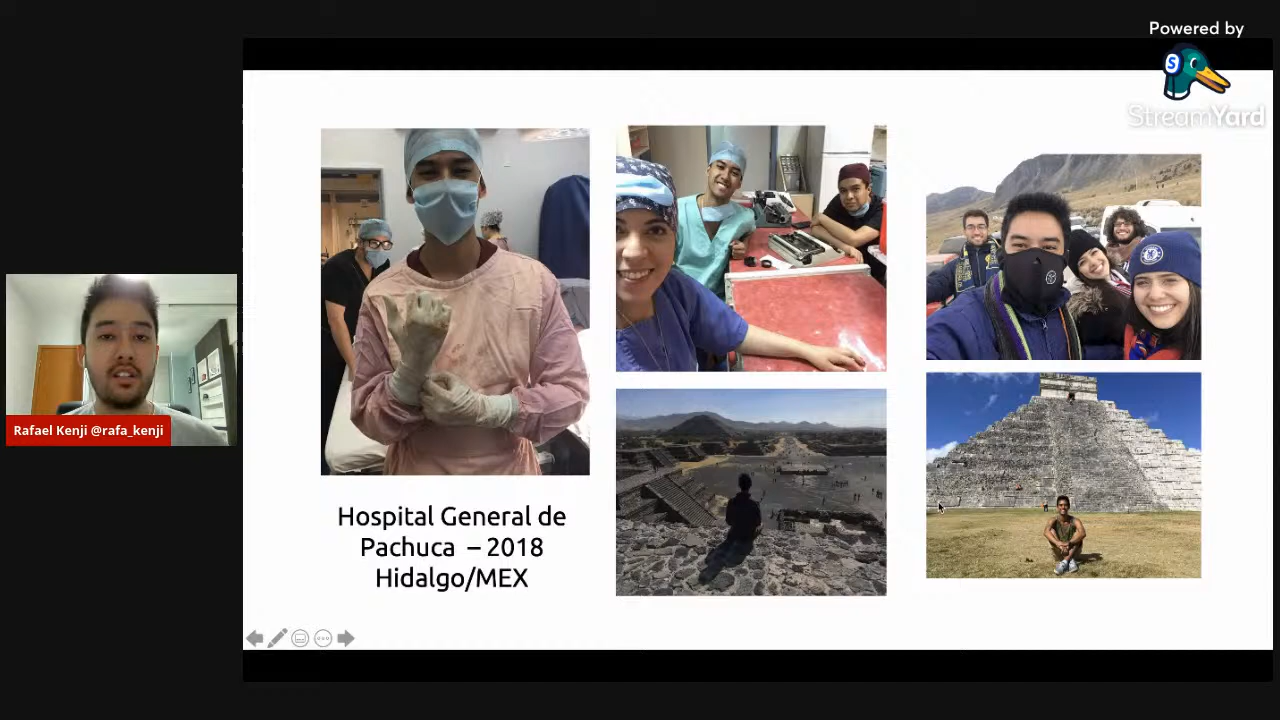 Powered by
S
StreamYard
Rafael Kenji @rafa_kenji
Hospital General de
Pachuca – 2018
Hidalgo/MEX